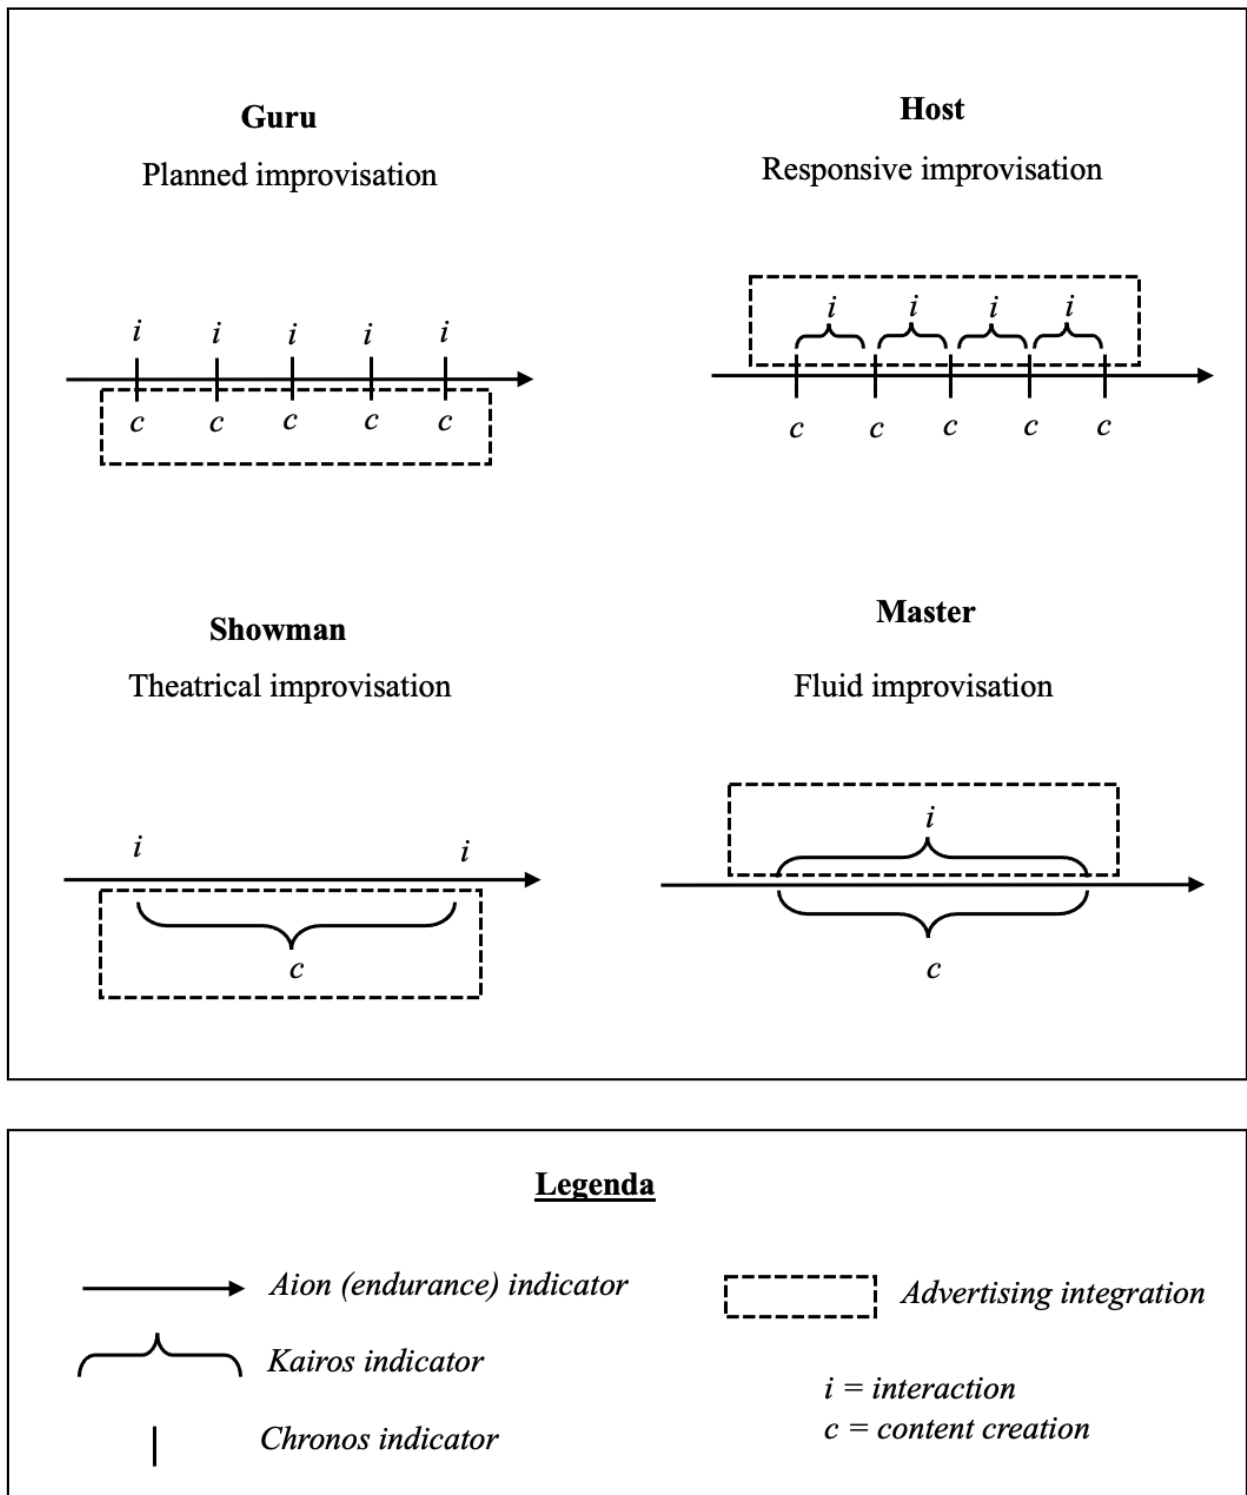 Guru
Planned improvisation
i i i i i
c c c c c
Host
Responsive improvisation
i i i i
c c c c c
Showman
Theatrical improvisation
i i
c
Master
Fluid improvisation
i
c
Legenda
Aion (endurance) indicator
Kairos indicator
Chronos indicator
Advertising integration
i = interaction
c = content creation